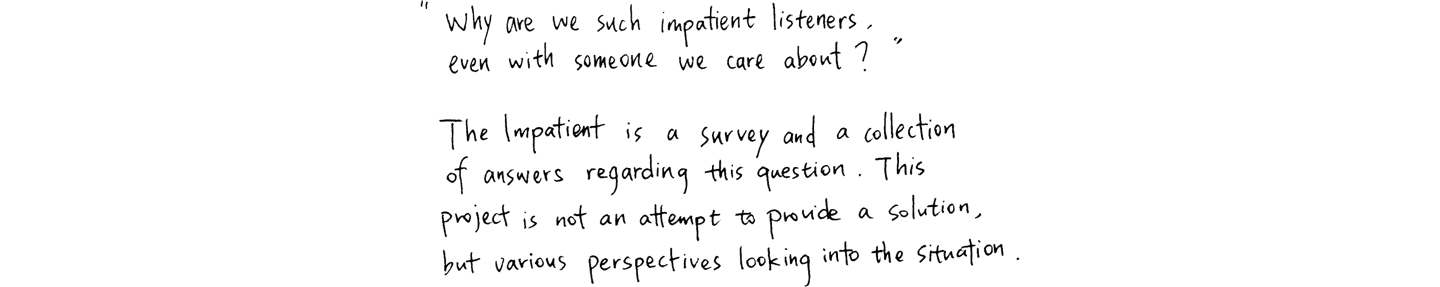 " Why are we such impatient listeners,
even with someone we care about ? "
The Impatient is a survey and a collection
of answers regarding this question. This
project is not an attempt to provide a solution,
but various perspectives looking into the situation.